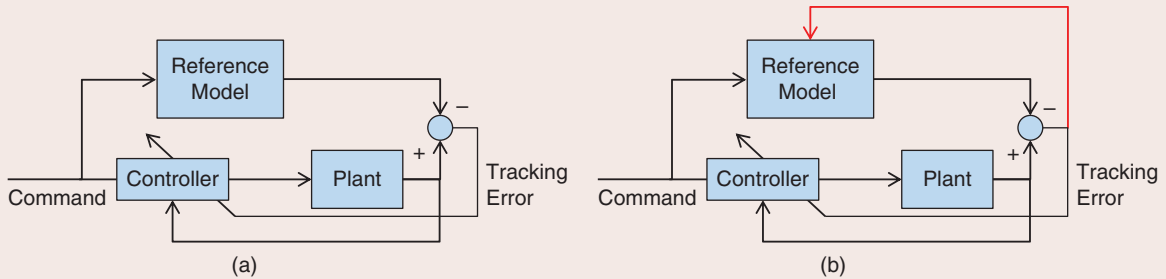 Reference
Model
−
+
Command
Controller
Plant
Tracking
Error
(a)
Reference
Model
−
+
Command
Controller
Plant
Tracking
Error
(b)